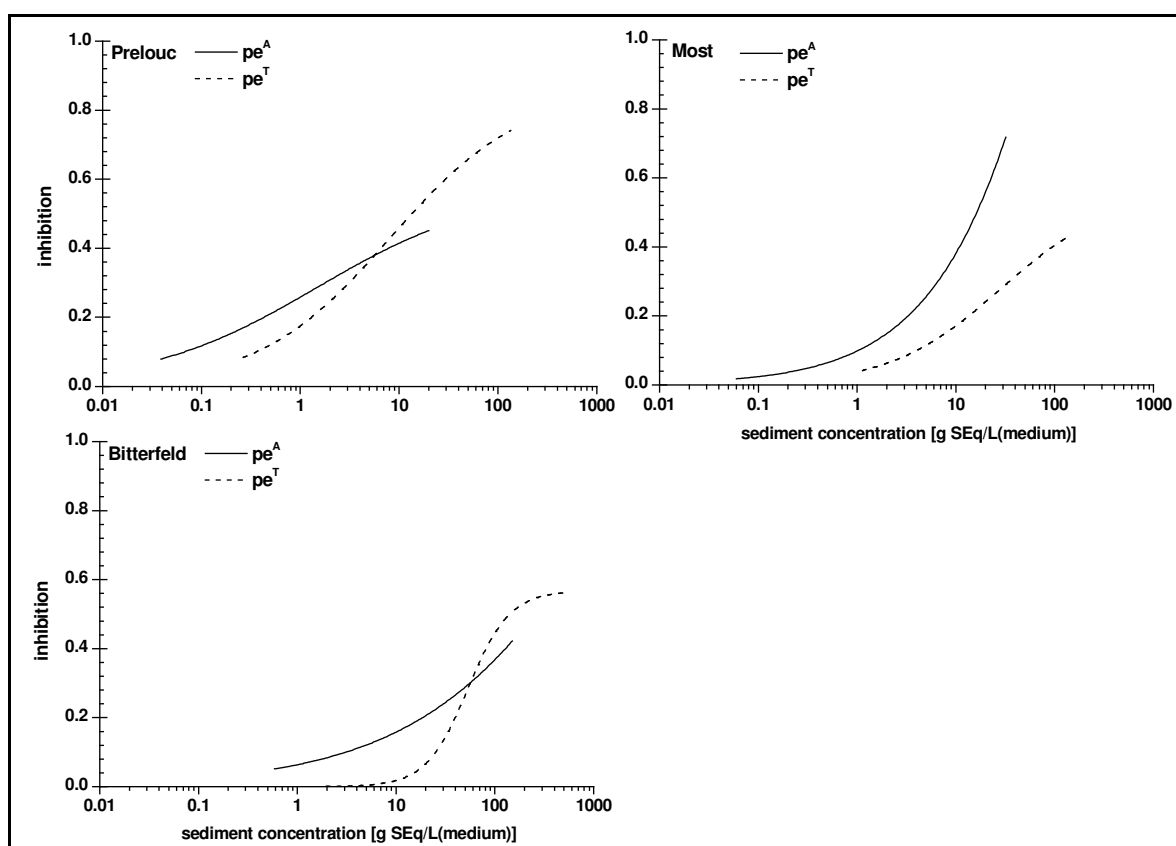 Prelouc
pe^A
pe^T
inhibition
1.0
0.8
0.6
0.4
0.2
0.0
0.01 0.1 1 10 100 1000
Most
pe^A
pe^T
1.0
0.8
0.6
0.4
0.2
0.0
0.01 0.1 1 10 100 1000
sediment concentration [g SEq/L(medium)]
Bitterfeld
pe^A
pe^T
inhibition
1.0
0.8
0.6
0.4
0.2
0.0
0.01 0.1 1 10 100 1000
sediment concentration [g SEq/L(medium)]